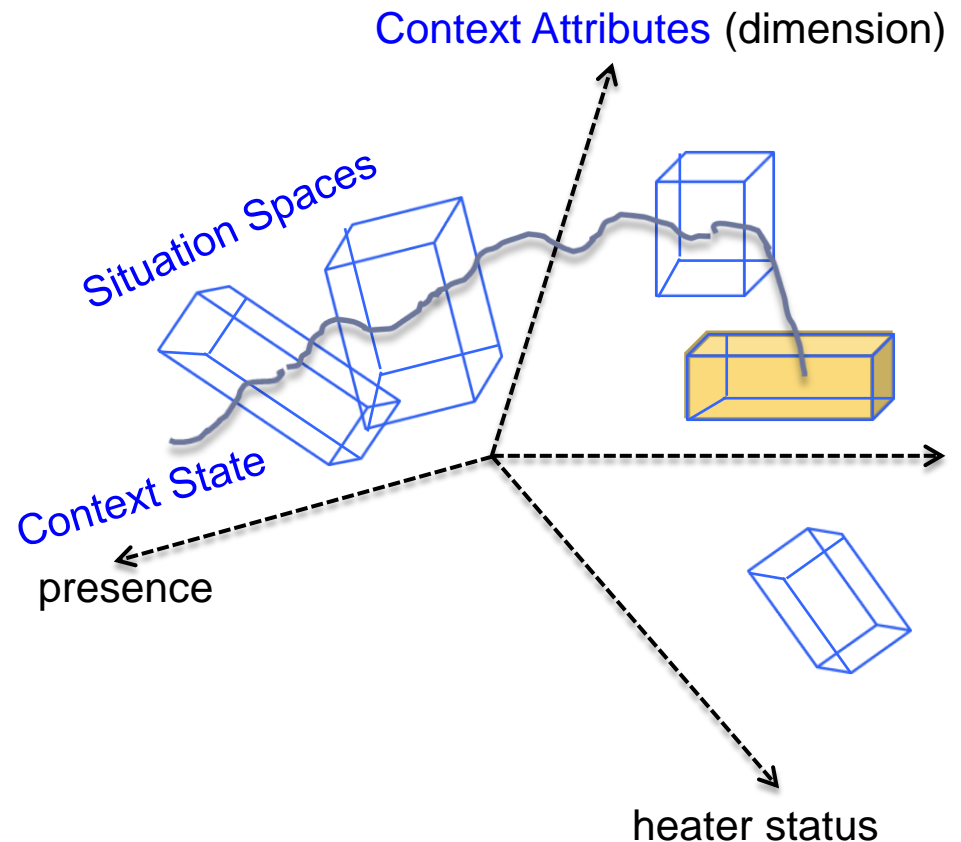 Context Attributes (dimension)
Situation Spaces
Context State
presence
heater status